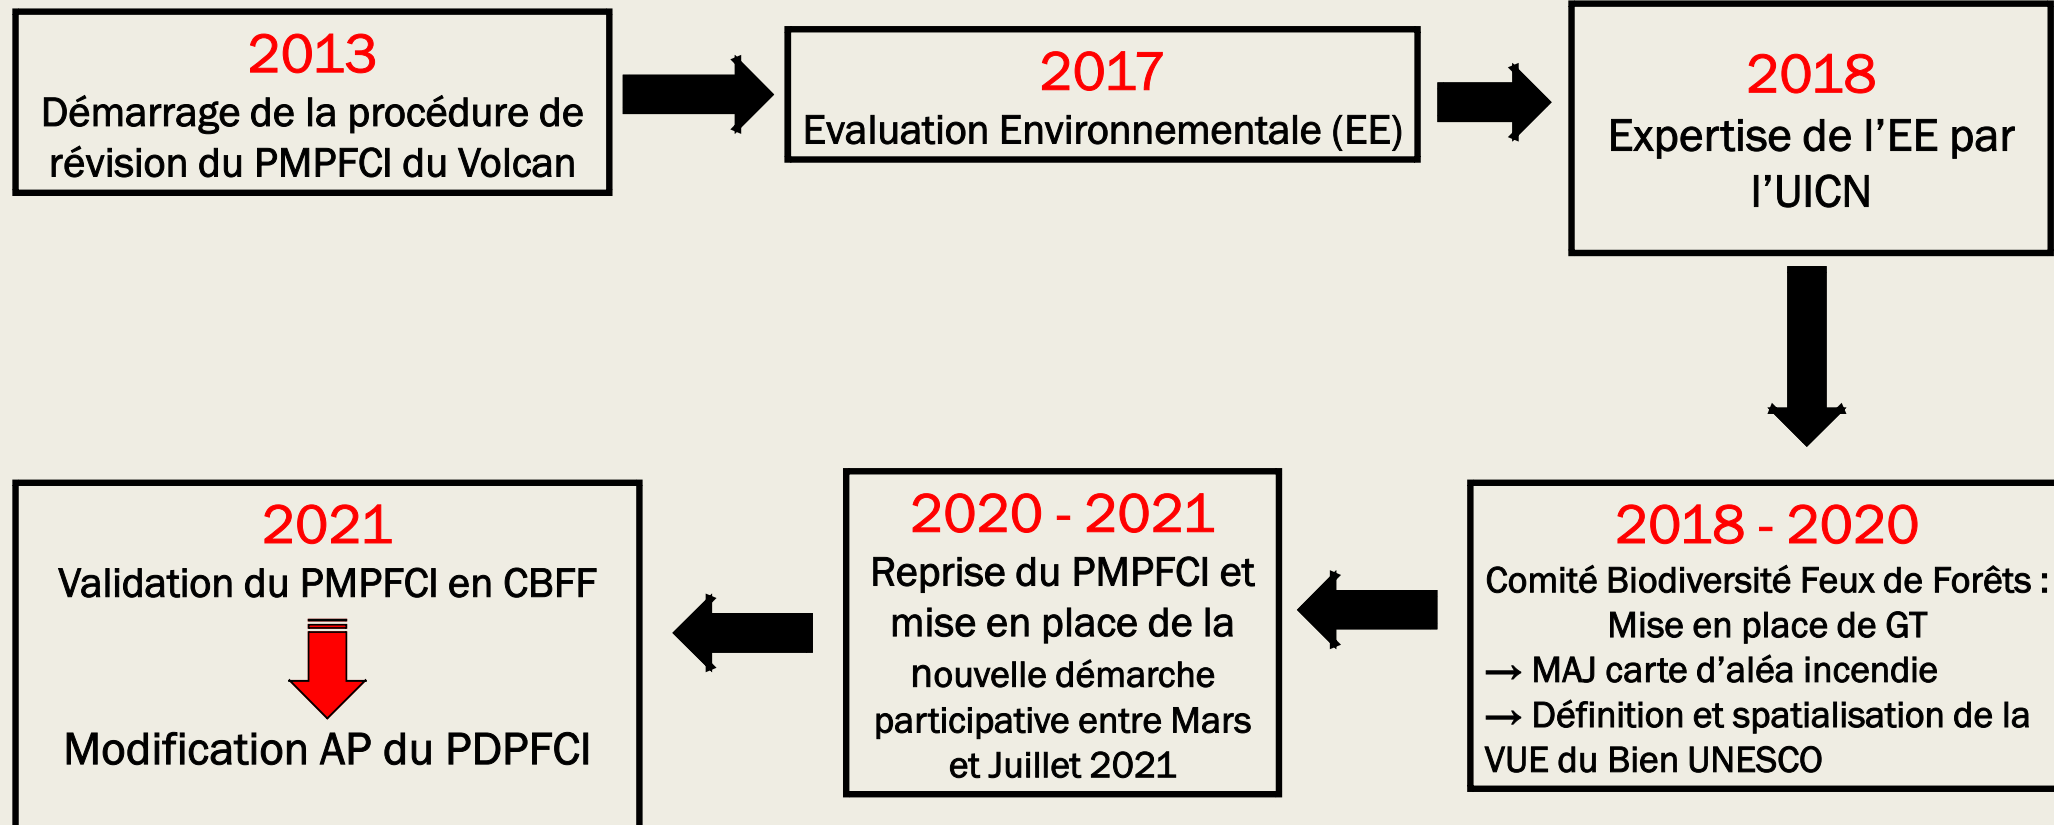 2013
Démarrage de la procédure de
révision du PMPFCI du Volcan
2017
Evaluation Environnementale (EE)
2018
Expertise de l’EE par
l’UICN
2018 - 2020
Comité Biodiversité Feux de Forêts :
Mise en place de GT
→ MAJ carte d’aléa incendie
→ Définition et spatialisation de la
VUE du Bien UNESCO
2020 - 2021
Reprise du PMPFCI et
mise en place de la
nouvelle démarche
participative entre Mars
et Juillet 2021
2021
Validation du PMPFCI en CBFF
Modification AP du PDPFCI